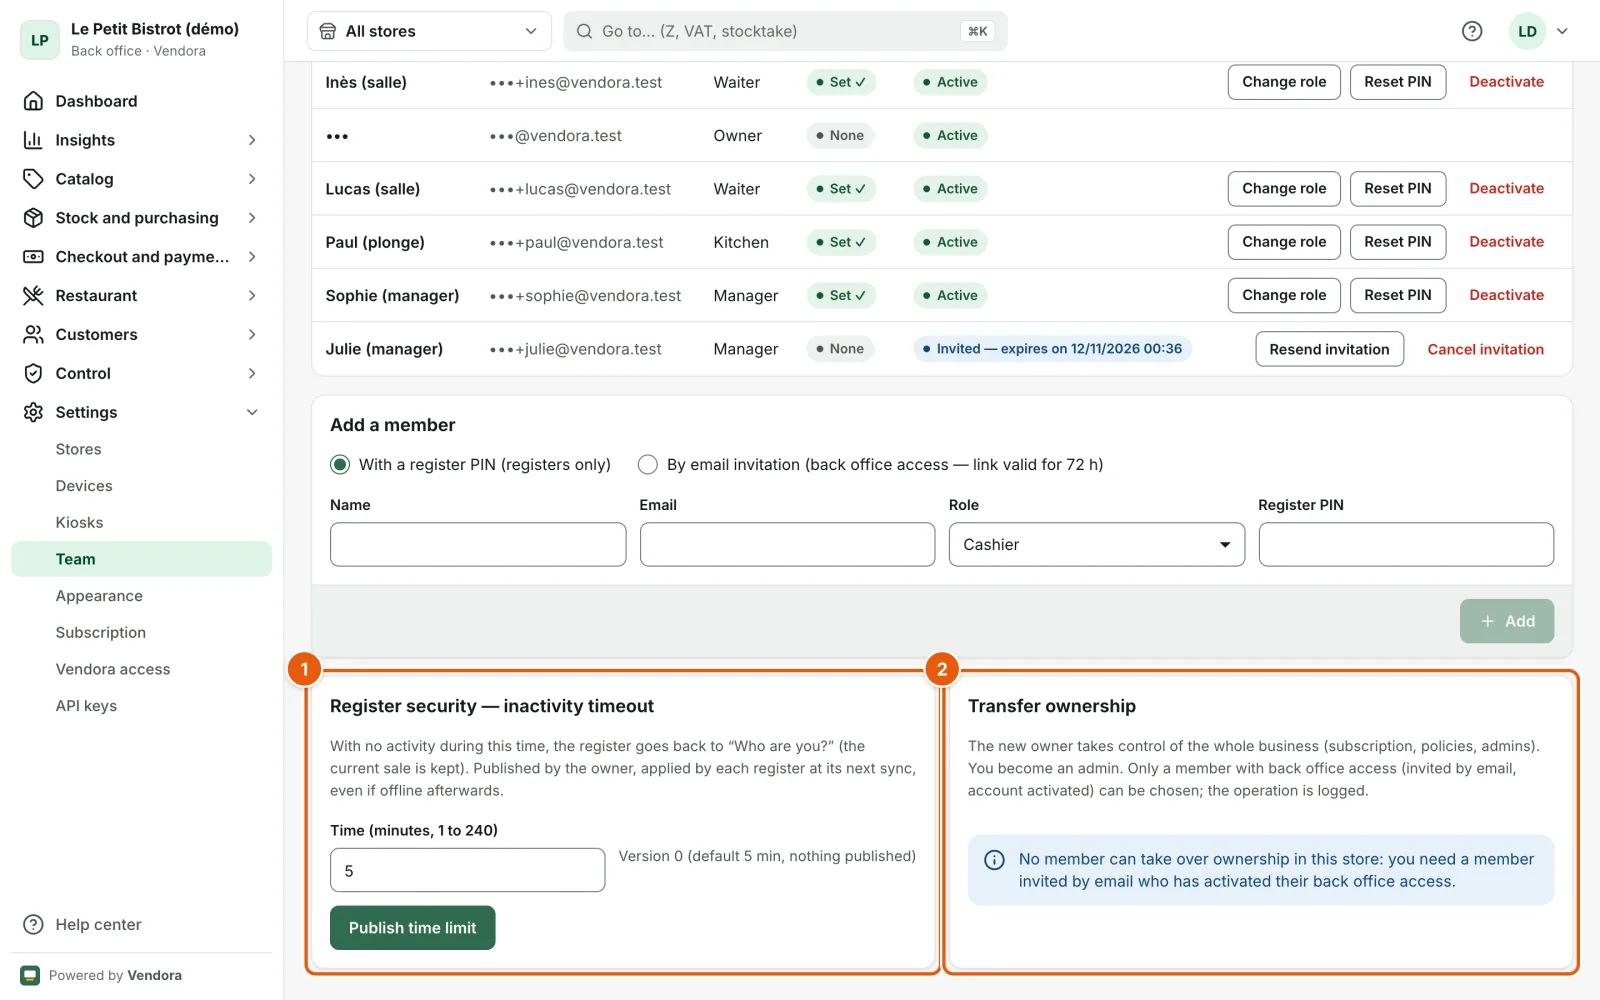 LP
Le Petit Bistrot (démo)
Back office · Vendora
All stores
Go to... (Z, VAT, stocktake)
⌘K
LD
Dashboard
Insights
Catalog
Stock and purchasing
Checkout and payme...
Restaurant
Customers
Control
Settings
Stores
Devices
Kiosks
Team
Appearance
Subscription
Vendora access
API keys
Help center
Powered by Vendora
Inès (salle) •••+ines@vendora.test Waiter Set ✓ Active Change role Reset PIN Deactivate
••• •••@vendora.test Owner None Active
Lucas (salle) •••+lucas@vendora.test Waiter Set ✓ Active Change role Reset PIN Deactivate
Paul (plonge) •••+paul@vendora.test Kitchen Set ✓ Active Change role Reset PIN Deactivate
Sophie (manager) •••+sophie@vendora.test Manager Set ✓ Active Change role Reset PIN Deactivate
Julie (manager) •••+julie@vendora.test Manager None Invited — expires on 12/11/2026 00:36 Resend invitation Cancel invitation
Add a member
With a register PIN (registers only) By email invitation (back office access — link valid for 72 h)
Name Email Role Register PIN
Cashier
+ Add
1
Register security — inactivity timeout
With no activity during this time, the register goes back to “Who are you?” (the
current sale is kept). Published by the owner, applied by each register at its next sync,
even if offline afterwards.
Time (minutes, 1 to 240)
5
Version 0 (default 5 min, nothing published)
Publish time limit
2
Transfer ownership
The new owner takes control of the whole business (subscription, policies, admins).
You become an admin. Only a member with back office access (invited by email,
account activated) can be chosen; the operation is logged.
No member can take over ownership in this store: you need a member
invited by email who has activated their back office access.